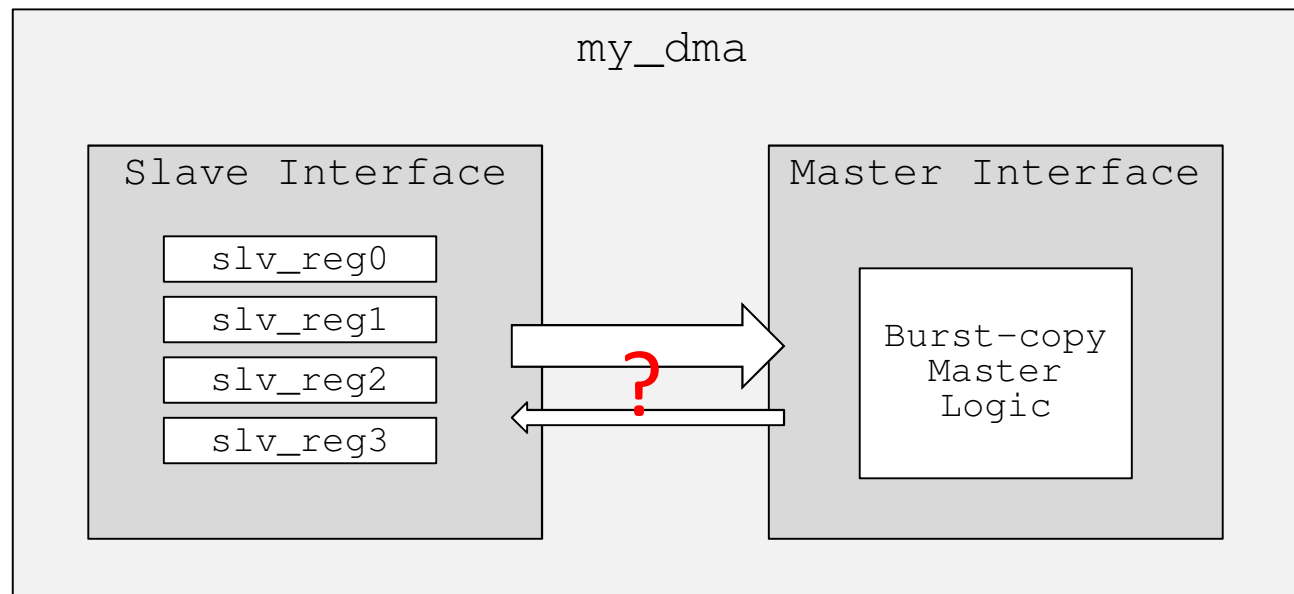 my_dma
Slave Interface
slv_reg0
slv_reg1
slv_reg2
slv_reg3
?
Master Interface
Burst-copy
Master
Logic